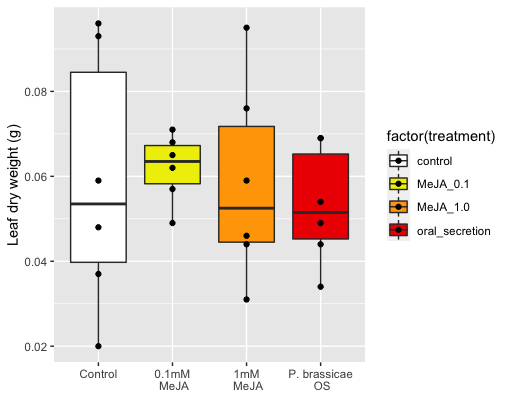 Leaf dry weight (g)
0.08
0.06
0.04
0.02
Control
0.1mM
MeJA
1mM
MeJA
P. brassicae
OS
factor(treatment)
control
MeJA_0.1
MeJA_1.0
oral_secretion